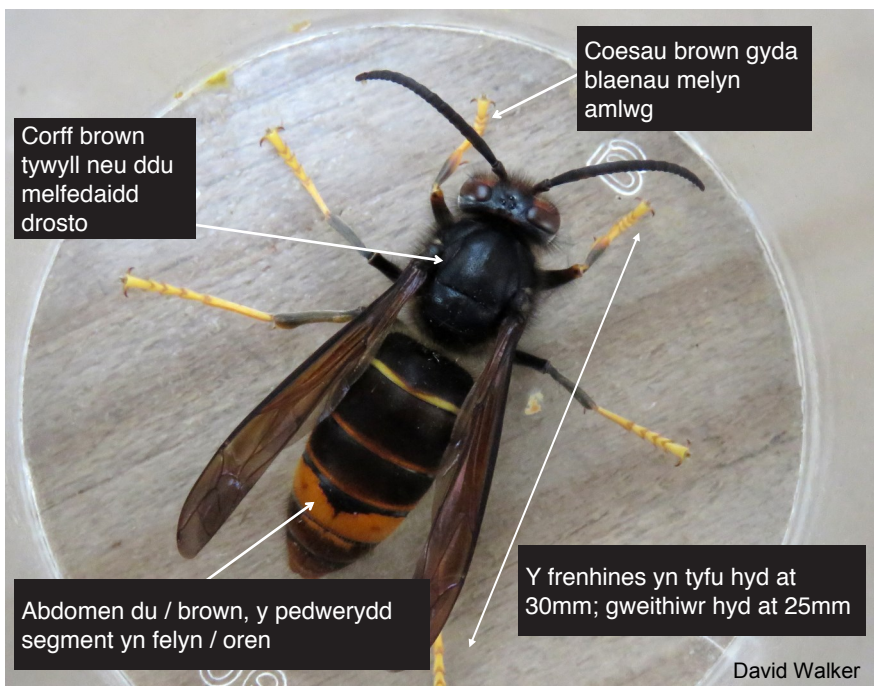 Coesau brown gyda
blaenau melyn
amlwg
Corff brown
tywyll neu ddu
melfedaidd
drosto
Abdomen du / brown, y pedwerydd
segment yn felyn / oren
Y frenhines yn tyfu hyd at
30mm; gweithiwr hyd at 25mm
David Walker